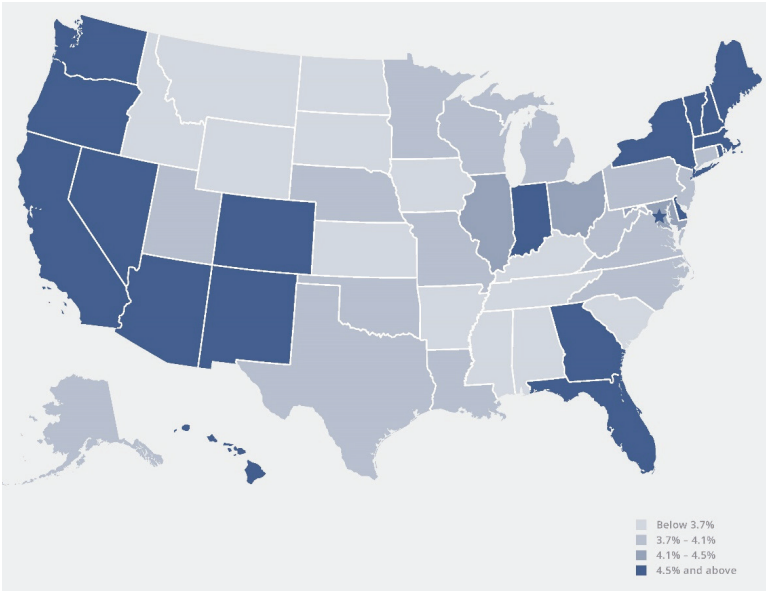 Below 3.7%
3.7% – 4.1%
4.1% – 4.5%
4.5% and above